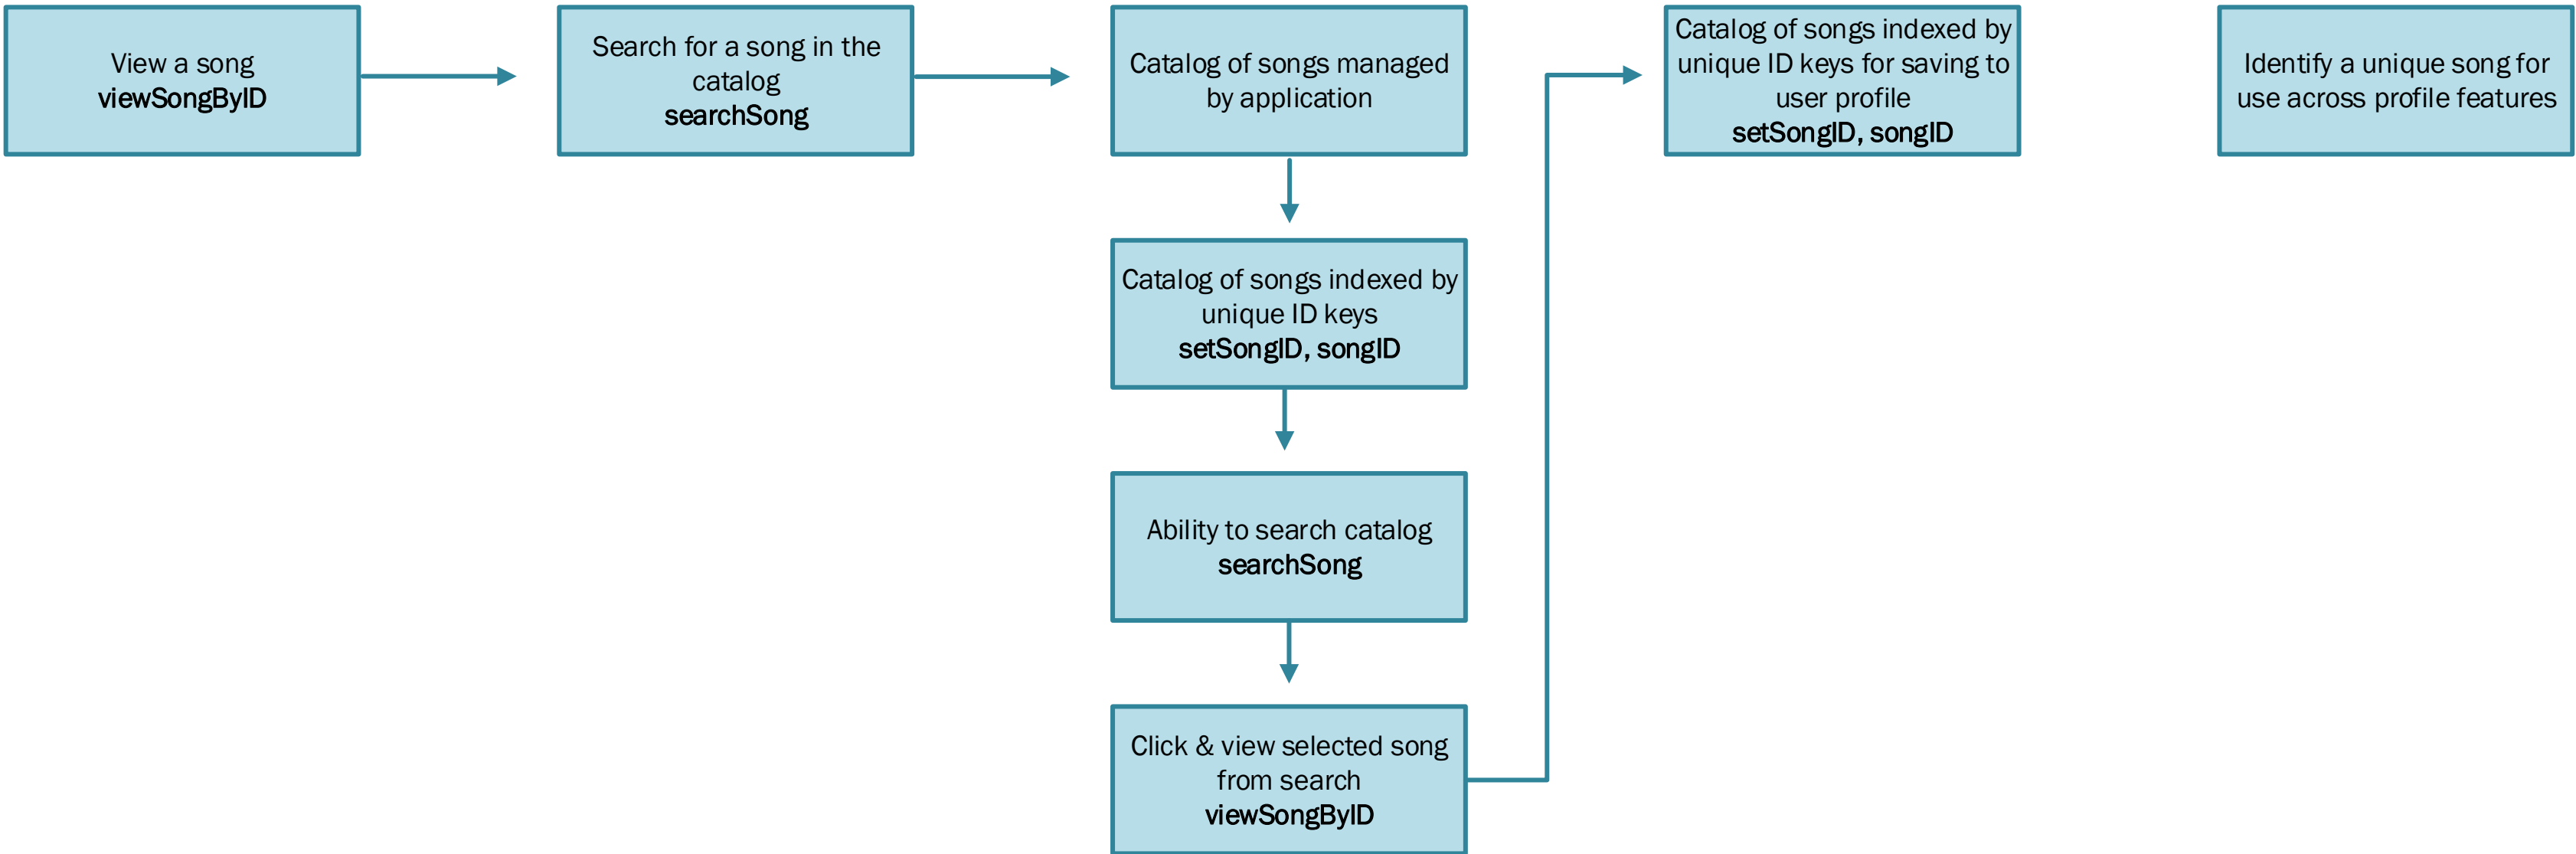 View a song
viewSongByID
Search for a song in the
catalog
searchSong
Catalog of songs managed
by application
Catalog of songs indexed by
unique ID keys for saving to
user profile
setSongID, songID
Identify a unique song for
use across profile features
Catalog of songs indexed by
unique ID keys
setSongID, songID
Ability to search catalog
searchSong
Click & view selected song
from search
viewSongByID